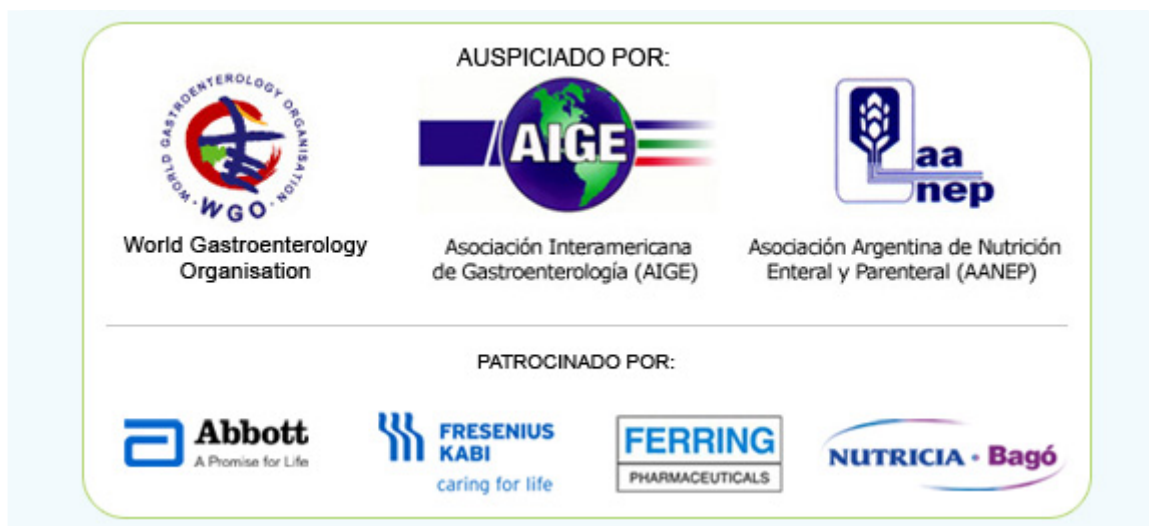 AUSPICIADO POR:
WORLD GASTROENTEROLOGY ORGANISATION
· WGO ·
AIGE
aa
nep
World Gastroenterology
Organisation
Asociación Interamericana
de Gastroenterología (AIGE)
Asociación Argentina de Nutrición
Enteral y Parenteral (AANEP)
PATROCINADO POR:
Abbott
A Promise for Life
FRESENIUS
KABI
caring for life
FERRING
PHARMACEUTICALS
NUTRICIA · Bagó